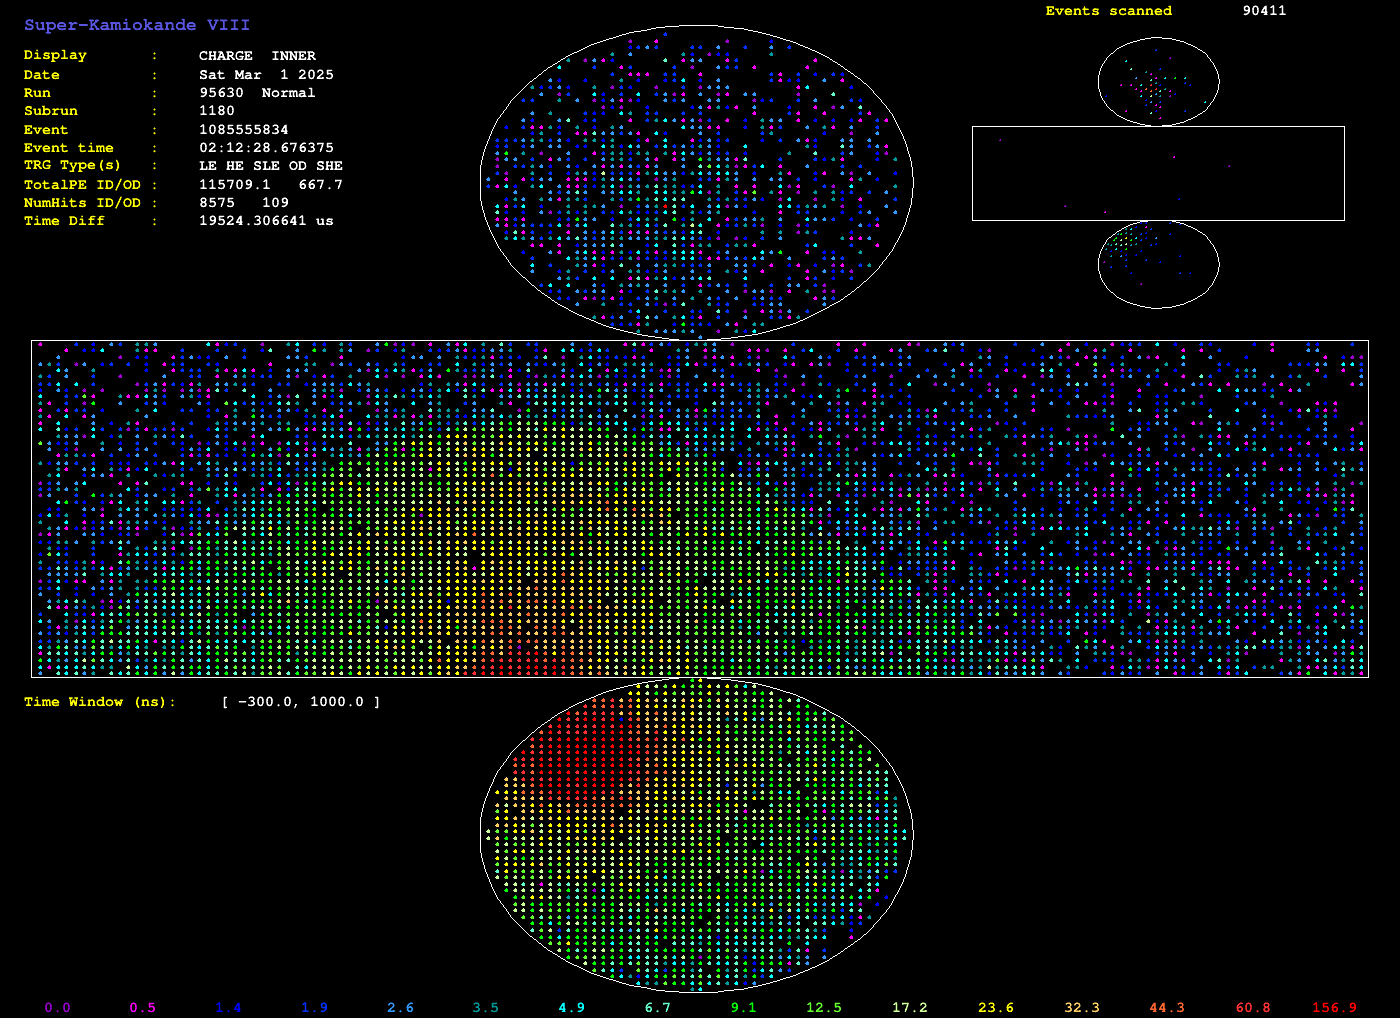 Super-Kamiokande VIII
Events scanned 90411
Display : CHARGE INNER
Date : Sat Mar 1 2025
Run : 95630 Normal
Subrun : 1180
Event : 1085555834
Event time : 02:12:28.676375
TRG Type(s) : LE HE SLE OD SHE
TotalPE ID/OD : 115709.1 667.7
NumHits ID/OD : 8575 109
Time Diff : 19524.306641 us
Time Window (ns): [ -300.0, 1000.0 ]
0.0 0.5 1.4 1.9 2.6 3.5 4.9 6.7 9.1 12.5 17.2 23.6 32.3 44.3 60.8 156.9